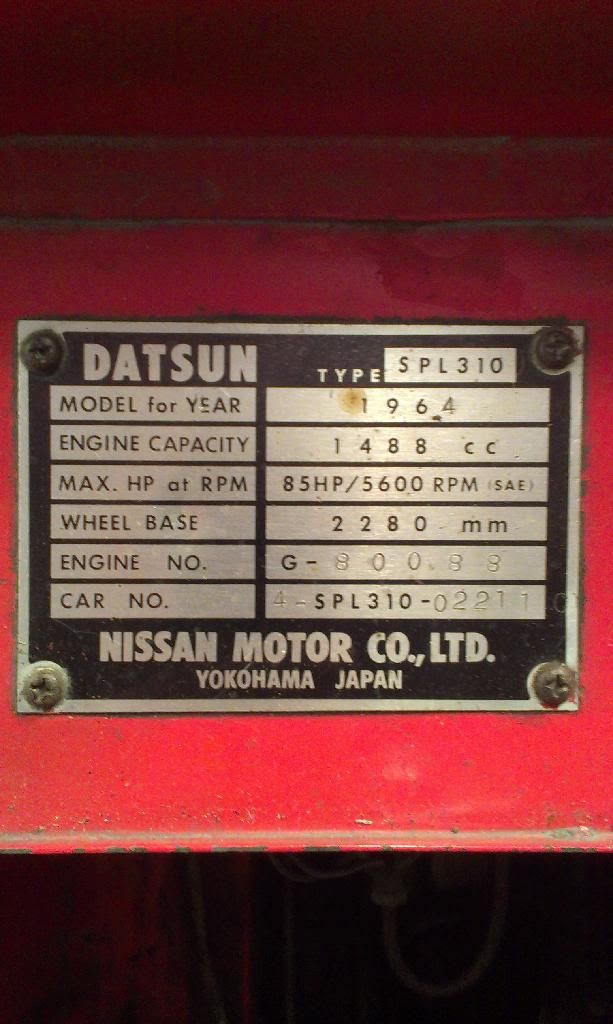 DATSUN TYPE SPL310
MODEL for YEAR 1964
ENGINE CAPACITY 1488 cc
MAX. HP at RPM 85HP/5600 RPM (SAE)
WHEEL BASE 2280 mm
ENGINE NO. G-80088
CAR NO. 4-SPL310-02211
NISSAN MOTOR CO., LTD.
YOKOHAMA JAPAN